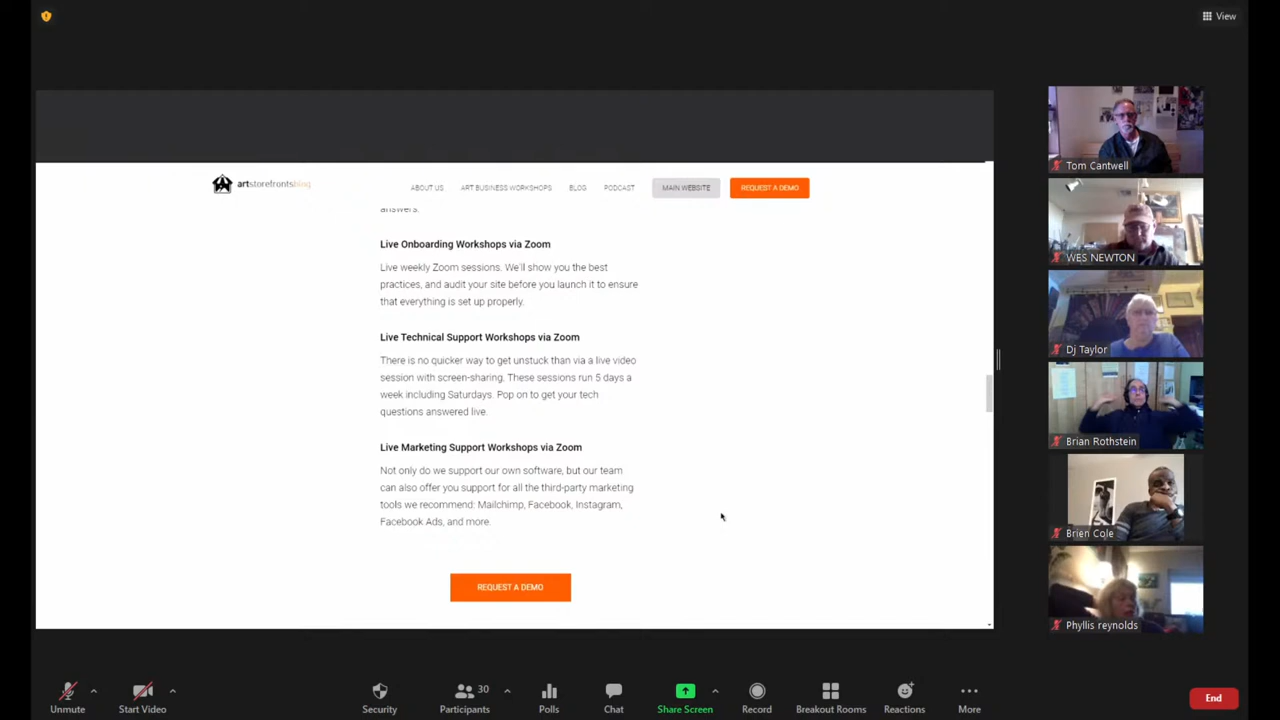 View
artstorefrontsblog
ABOUT US
ART BUSINESS WORKSHOPS
BLOG
PODCAST
MAIN WEBSITE
REQUEST A DEMO
answers.
Live Onboarding Workshops via Zoom
Live weekly Zoom sessions. We'll show you the best
practices, and audit your site before you launch it to ensure
that everything is set up properly.
Live Technical Support Workshops via Zoom
There is no quicker way to get unstuck than via a live video
session with screen-sharing. These sessions run 5 days a
week including Saturdays. Pop on to get your tech
questions answered live.
Live Marketing Support Workshops via Zoom
Not only do we support our own software, but our team
can also offer you support for all the third-party marketing
tools we recommend: Mailchimp, Facebook, Instagram,
Facebook Ads, and more.
REQUEST A DEMO
Tom Cantwell
WES NEWTON
Dj Taylor
Brian Rothstein
Brien Cole
Phyllis reynolds
Unmute
Start Video
Security
Participants
30
Polls
Chat
Share Screen
Record
Breakout Rooms
Reactions
More
End